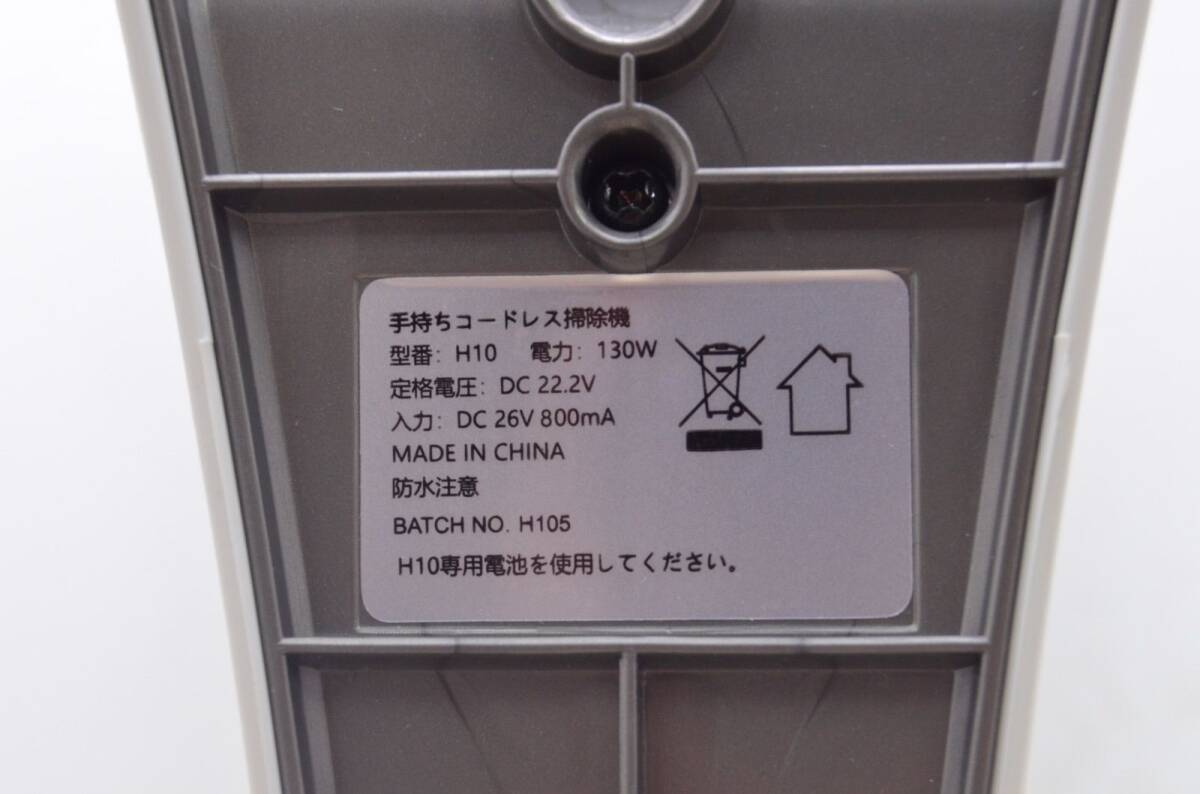 手持ちコードレス掃除機
型番: H10 電力: 130W
定格電圧: DC 22.2V
入力: DC 26V 800mA
MADE IN CHINA
防水注意
BATCH NO. H105
H10専用電池を使用してください。